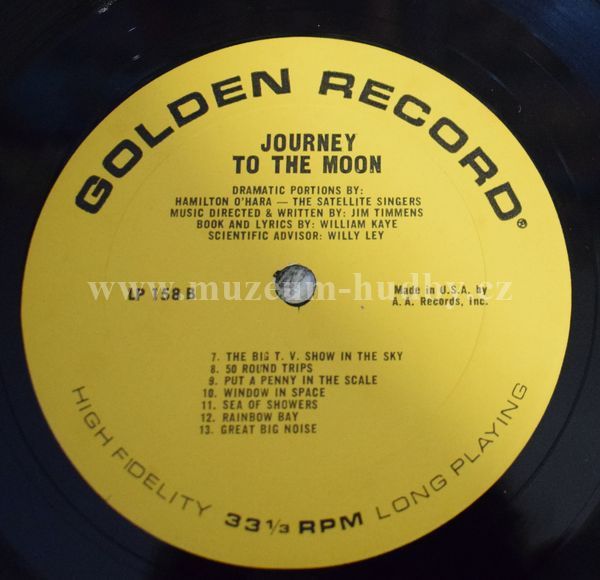 GOLDEN RECORD®
JOURNEY
TO THE MOON
DRAMATIC PORTIONS BY:
HAMILTON O'HARA — THE SATELLITE SINGERS
MUSIC DIRECTED & WRITTEN BY: JIM TIMMENS
BOOK AND LYRICS BY: WILLIAM KAYE
SCIENTIFIC ADVISOR: WILLY LEY
www.muzeum-hudby.cz
LP 158 B
Made in U.S.A. by
A. A. Records, Inc.
7. THE BIG T. V. SHOW IN THE SKY
8. 50 ROUND TRIPS
9. PUT A PENNY IN THE SCALE
10. WINDOW IN SPACE
11. SEA OF SHOWERS
12. RAINBOW BAY
13. GREAT BIG NOISE
HIGH FIDELITY 33 1/3 RPM LONG PLAYING